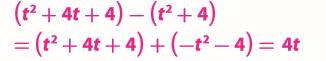 (t² + 4t + 4) − (t² + 4)
= (t² + 4t + 4) + (−t² − 4) = 4t